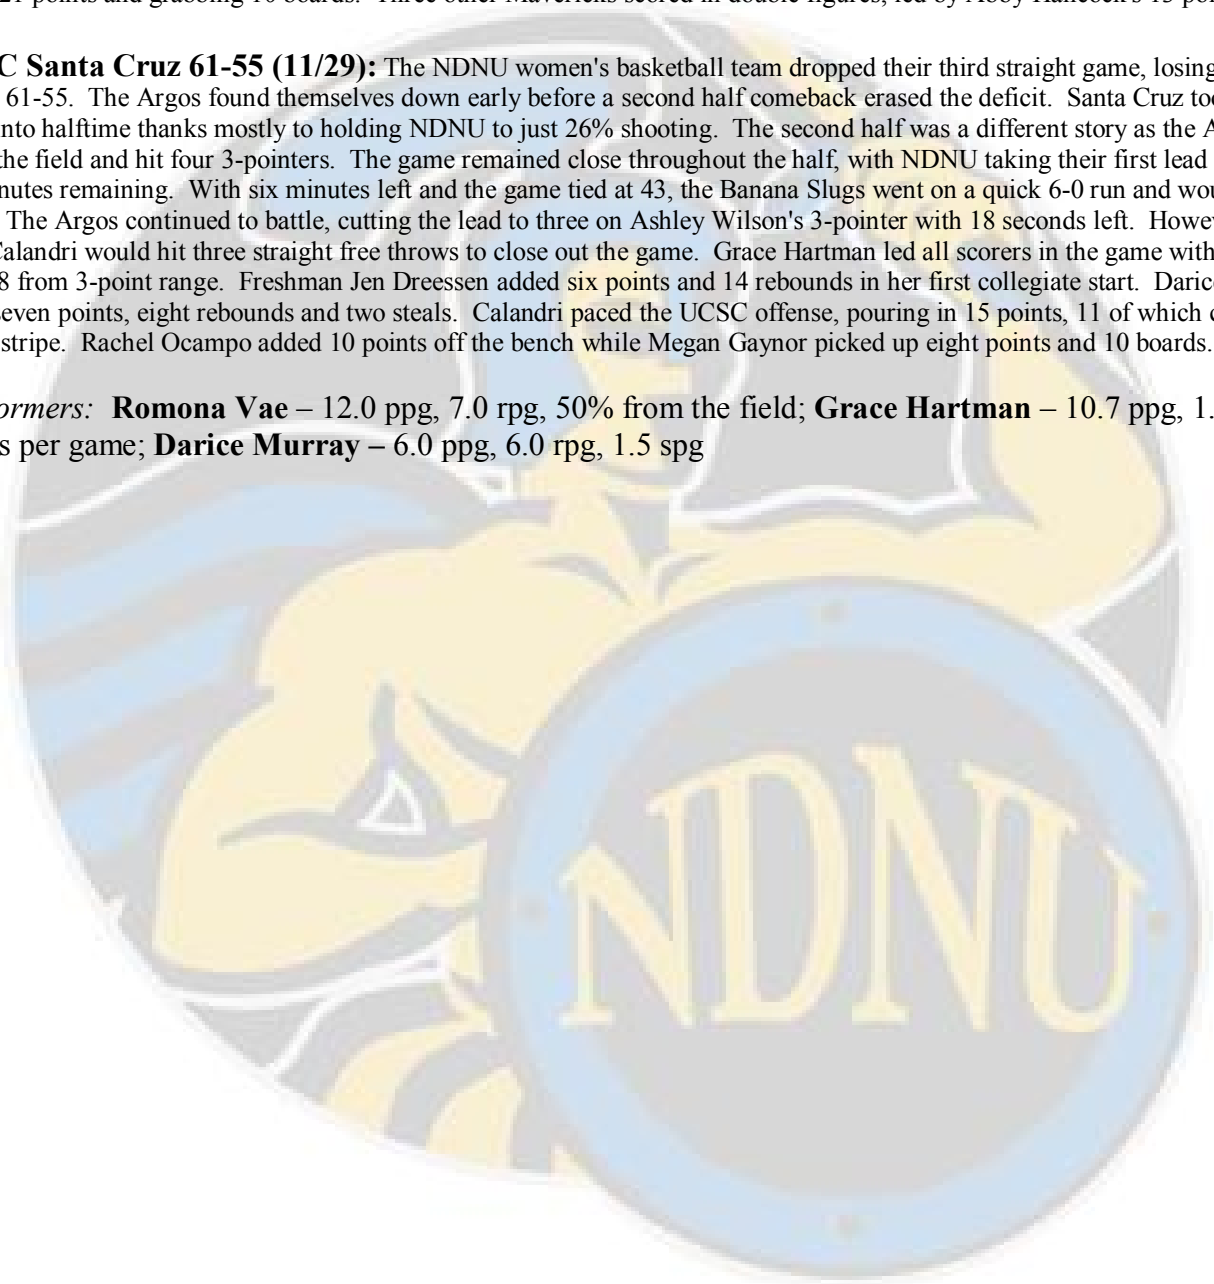 21 points and grabbing 10 boards. Three other Mavericks scored in double figures, led by Abby Hancock's 15
C Santa Cruz 61-55 (11/29): The NDNU women's basketball team dropped their third straight game, losing
61-55. The Argos found themselves down early before a second half comeback erased the deficit. Santa Cruz
into halftime thanks mostly to holding NDNU to just 26% shooting. The second half was a different story as the
the field and hit four 3-pointers. The game remained close throughout the half, with NDNU taking their first lead
nutes remaining. With six minutes left and the game tied at 43, the Banana Slugs went on a quick 6-0 run and
The Argos continued to battle, cutting the lead to three on Ashley Wilson's 3-pointer with 18 seconds left.
Calandri would hit three straight free throws to close out the game. Grace Hartman led all scorers in the game with
8 from 3-point range. Freshman Jen Dreessen added six points and 14 rebounds in her first collegiate start.
seven points, eight rebounds and two steals. Calandri paced the UCSC offense, pouring in 15 points, 11 of which
stripe. Rachel Ocampo added 10 points off the bench while Megan Gaynor picked up eight points and 10 boards.
ormers: Romona Vae – 12.0 ppg, 7.0 rpg, 50% from the field; Grace Hartman – 10.7 ppg, 1.
s per game; Darice Murray – 6.0 ppg, 6.0 rpg, 1.5 spg
NDNU